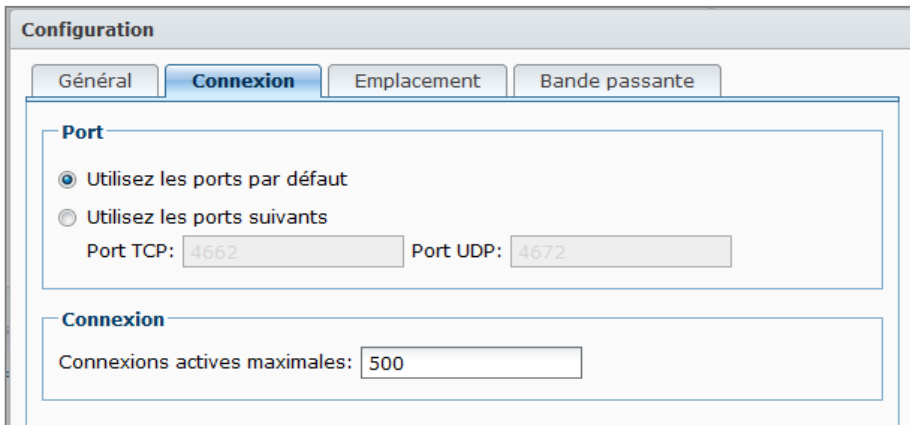 Configuration
Général Connexion Emplacement Bande passante
Port
Utilisez les ports par défaut
Utilisez les ports suivants
Port TCP: 4662 Port UDP: 4672
Connexion
Connexions actives maximales: 500